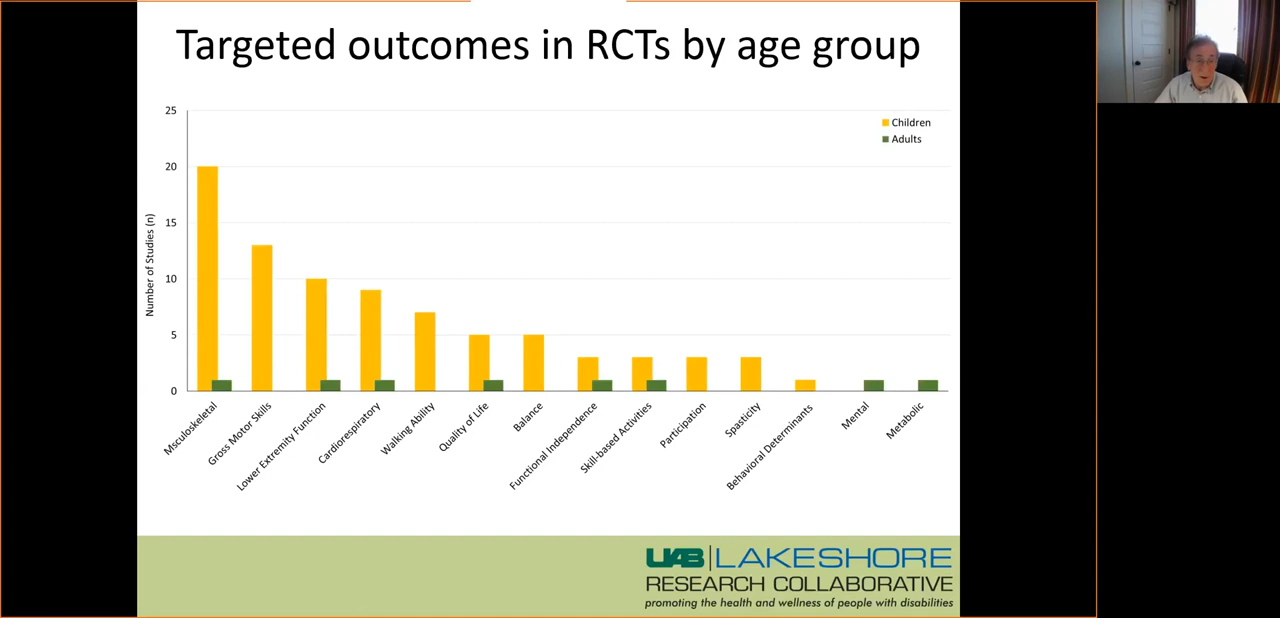 Targeted outcomes in RCTs by age group
25
20
15
10
5
0
Number of Studies (n)
Children
Adults
Msculoskeletal
Gross Motor Skills
Lower Extremity Function
Cardiorespiratory
Walking Ability
Quality of Life
Balance
Functional Independence
Skill-based Activities
Participation
Spasticity
Behavioral Determinants
Mental
Metabolic
UAB LAKESHORE
RESEARCH COLLABORATIVE
promoting the health and wellness of people with disabilities